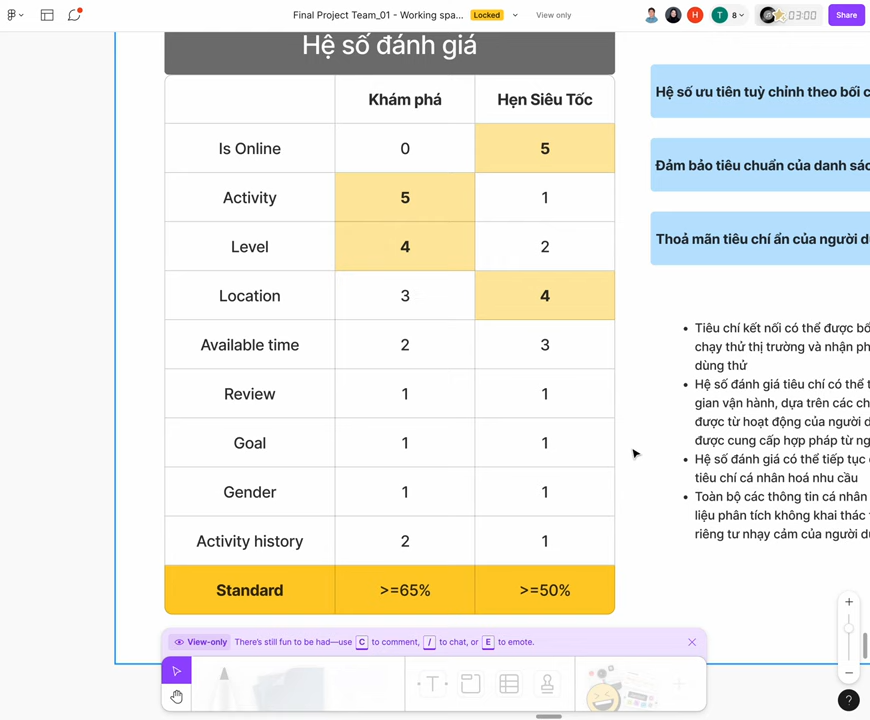 Final Project Team_01 - Working spa...
Locked
View only
H
T
8
03:00
Share
Hệ số đánh giá
Khám phá Hẹn Siêu Tốc
Is Online 0 5
Activity 5 1
Level 4 2
Location 3 4
Available time 2 3
Review 1 1
Goal 1 1
Gender 1 1
Activity history 2 1
Standard >=65% >=50%
Hệ số ưu tiên tuỳ chỉnh theo bối
Đảm bảo tiêu chuẩn của danh
Thoả mãn tiêu chí ẩn của người
• Tiêu chí kết nối có thể được
chạy thử thị trường và nhận
dùng thử
• Hệ số đánh giá tiêu chí có thể
gian vận hành, dựa trên các
được từ hoạt động của người
được cung cấp hợp pháp từ
• Hệ số đánh giá có thể tiếp tục
tiêu chí cá nhân hoá nhu cầu
• Toàn bộ các thông tin cá nhân
liệu phân tích không khai thác
riêng tư nhạy cảm của người
View-only There's still fun to be had—use C to comment, / to chat, or E to emote.
T
+
−
?